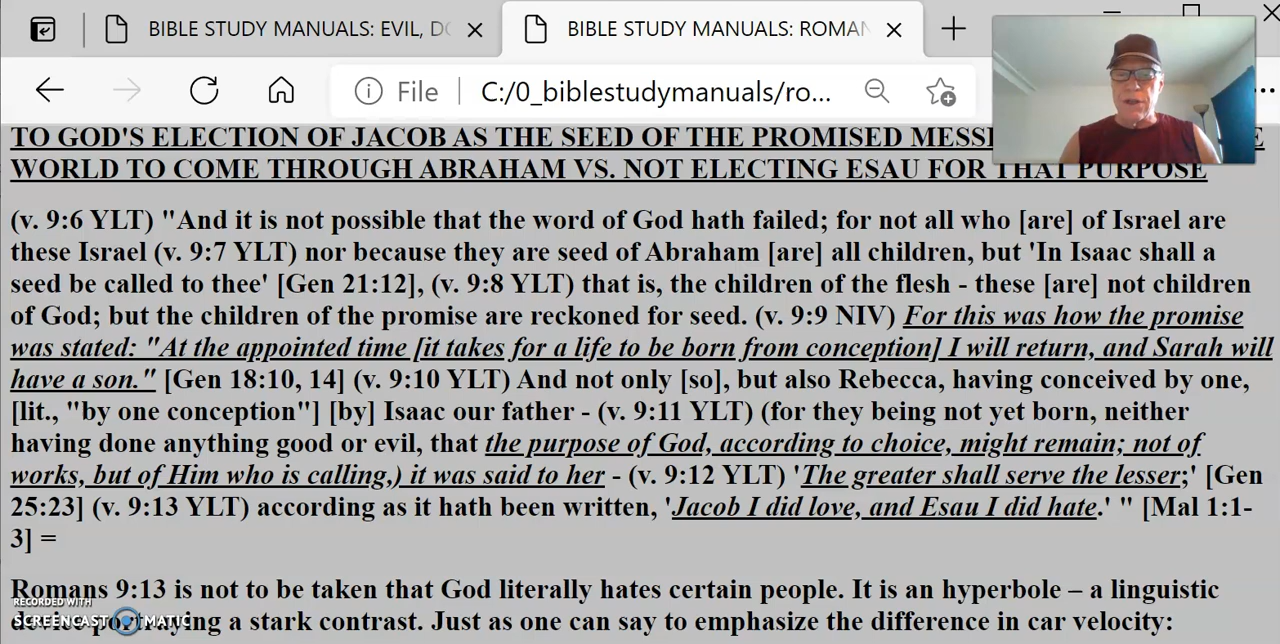 BIBLE STUDY MANUALS: EVIL, DO
BIBLE STUDY MANUALS: ROMAN
File
C:/0_biblestudymanuals/ro...
TO GOD'S ELECTION OF JACOB AS THE SEED OF THE PROMISED MESSI
WORLD TO COME THROUGH ABRAHAM VS. NOT ELECTING ESAU FOR THAT PURPOSE
(v. 9:6 YLT) "And it is not possible that the word of God hath failed; for not all who [are] of Israel are
these Israel (v. 9:7 YLT) nor because they are seed of Abraham [are] all children, but 'In Isaac shall a
seed be called to thee' [Gen 21:12], (v. 9:8 YLT) that is, the children of the flesh - these [are] not children
of God; but the children of the promise are reckoned for seed. (v. 9:9 NIV) For this was how the promise
was stated: "At the appointed time [it takes for a life to be born from conception] I will return, and Sarah will
have a son." [Gen 18:10, 14] (v. 9:10 YLT) And not only [so], but also Rebecca, having conceived by one,
[lit., "by one conception"] [by] Isaac our father - (v. 9:11 YLT) (for they being not yet born, neither
having done anything good or evil, that the purpose of God, according to choice, might remain; not of
works, but of Him who is calling,) it was said to her - (v. 9:12 YLT) 'The greater shall serve the lesser;' [Gen
25:23] (v. 9:13 YLT) according as it hath been written, 'Jacob I did love, and Esau I did hate.' " [Mal 1:1-
3] =
Romans 9:13 is not to be taken that God literally hates certain people. It is an hyperbole – a linguistic
device portraying a stark contrast. Just as one can say to emphasize the difference in car velocity:
RECORDED WITH
SCREENCAST MATIC